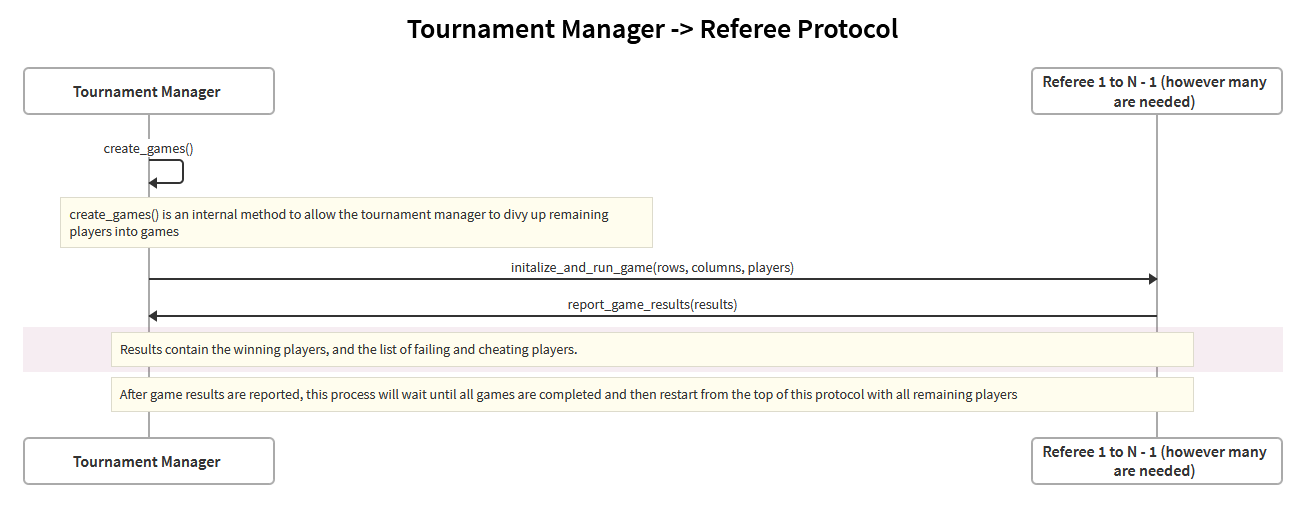 Tournament Manager -> Referee Protocol
Tournament Manager
Referee 1 to N - 1 (however many
are needed)
create_games()
create_games() is an internal method to allow the tournament manager to divy up remaining
players into games
initalize_and_run_game(rows, columns, players)
report_game_results(results)
Results contain the winning players, and the list of failing and cheating players.
After game results are reported, this process will wait until all games are completed and then restart from the top of this protocol with all remaining players
Tournament Manager
Referee 1 to N - 1 (however many
are needed)